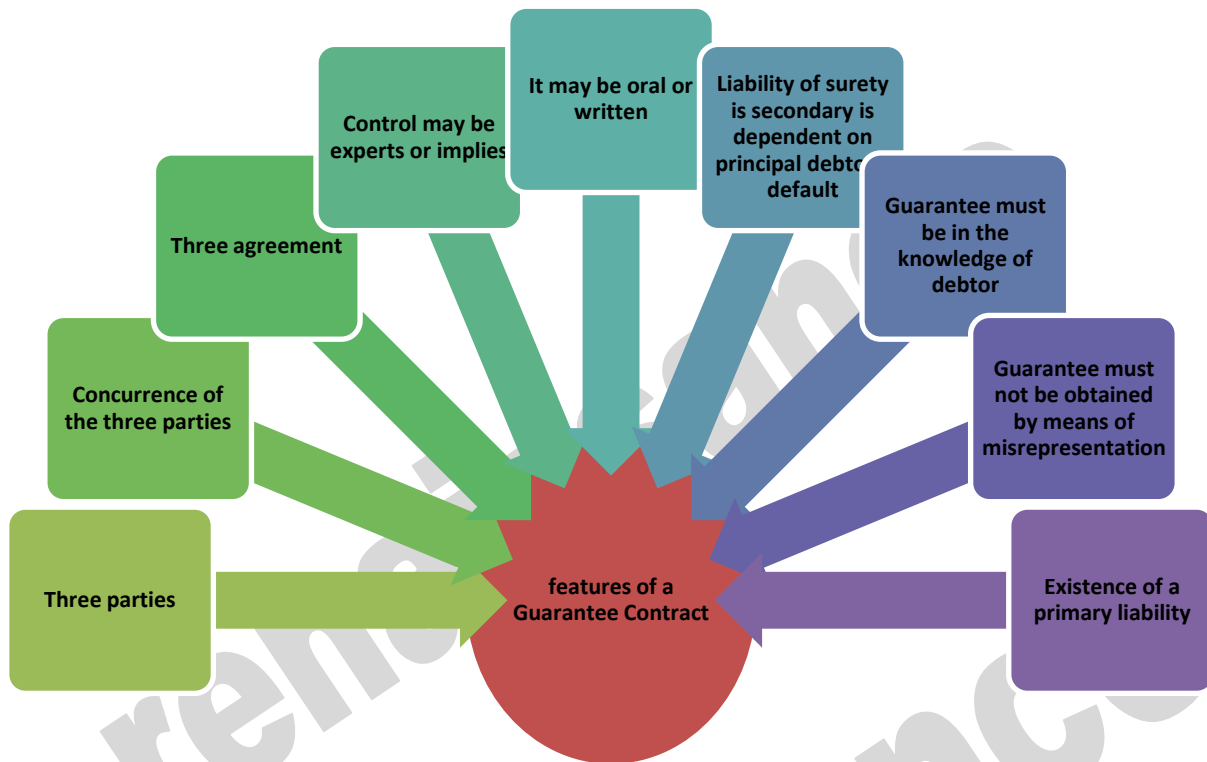 Three parties
Concurrence of
the three parties
Three agreement
Control may be
experts or implies
It may be oral or
written
Liability of surety
is secondary is
dependent on
principal debto
default
Guarantee must
be in the
knowledge of
debtor
Guarantee must
not be obtained
by means of
misrepresentation
Existence of a
primary liability
features of a
Guarantee Contract